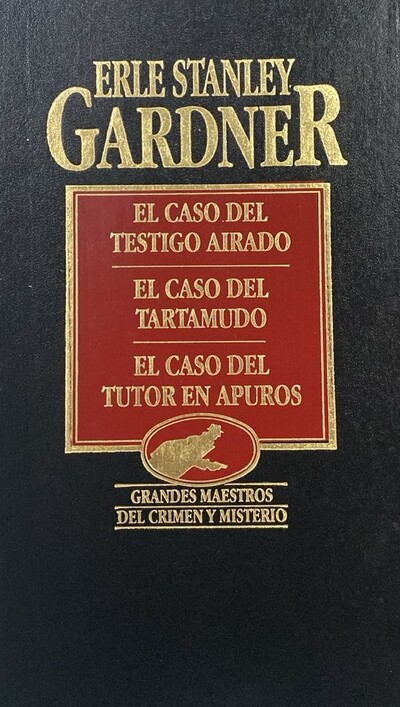 ERLE STANLEY
GARDNER
EL CASO DEL
TESTIGO AIRADO
EL CASO DEL
TARTAMUDO
EL CASO DEL
TUTOR EN APUROS
GRANDES MAESTROS
DEL CRIMEN Y MISTERIO